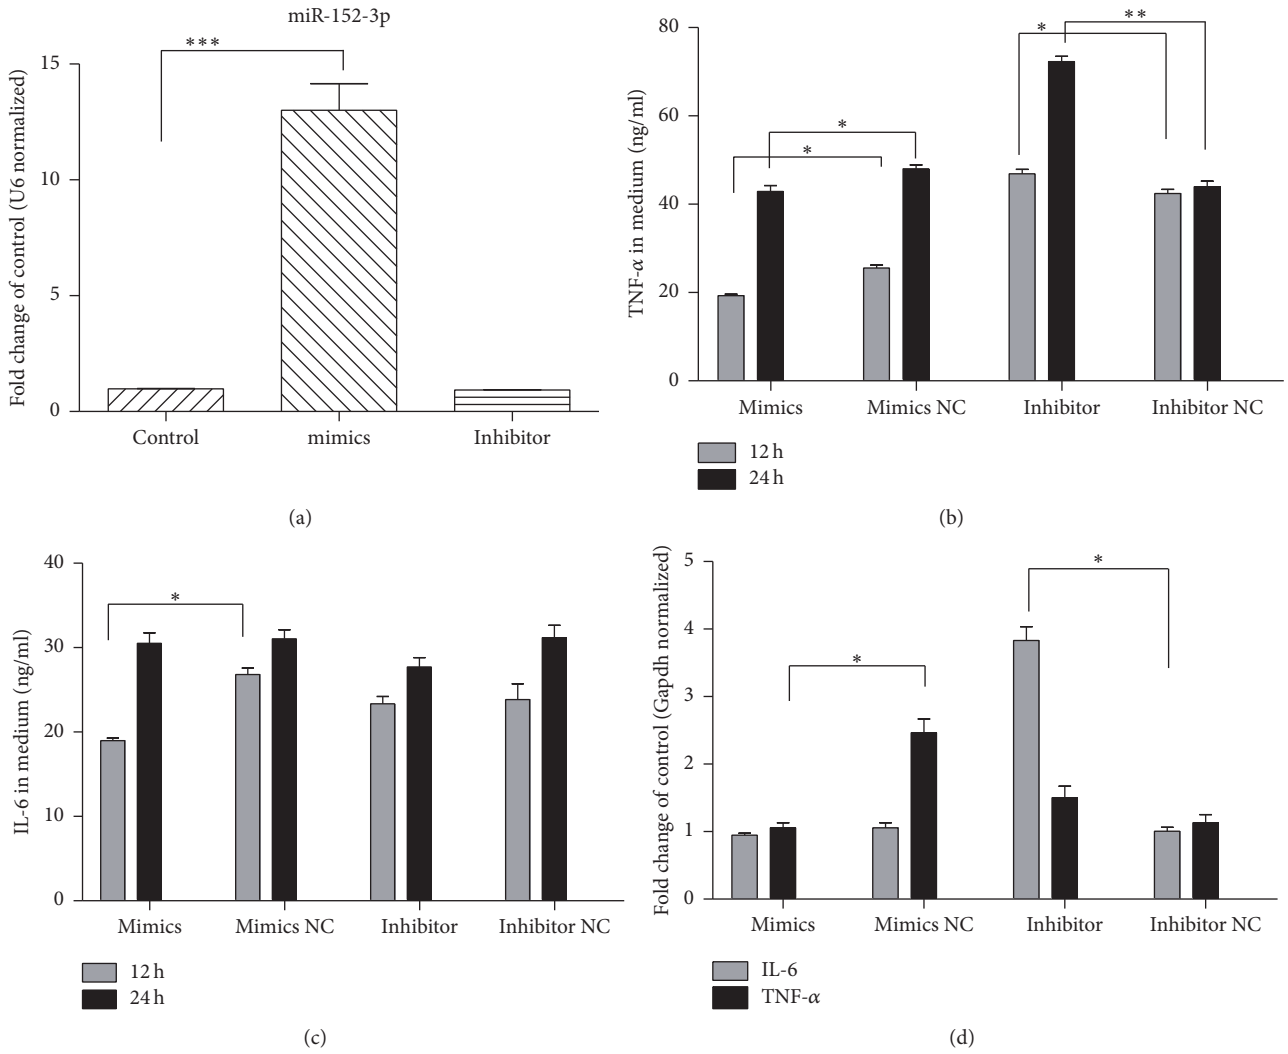 miR-152-3p
***
Fold change of control (U6 normalized)
15
10
5
0
Control
mimics
Inhibitor
(a)
TNF-α in medium (ng/ml)
80
60
40
20
0
*
*
*
**
Mimics
Mimics NC
Inhibitor
Inhibitor NC
12 h
24 h
(b)
IL-6 in medium (ng/ml)
40
30
20
10
0
*
Mimics
Mimics NC
Inhibitor
Inhibitor NC
12 h
24 h
(c)
Fold change of control (Gapdh normalized)
5
4
3
2
1
0
*
*
Mimics
Mimics NC
Inhibitor
Inhibitor NC
IL-6
TNF-α
(d)